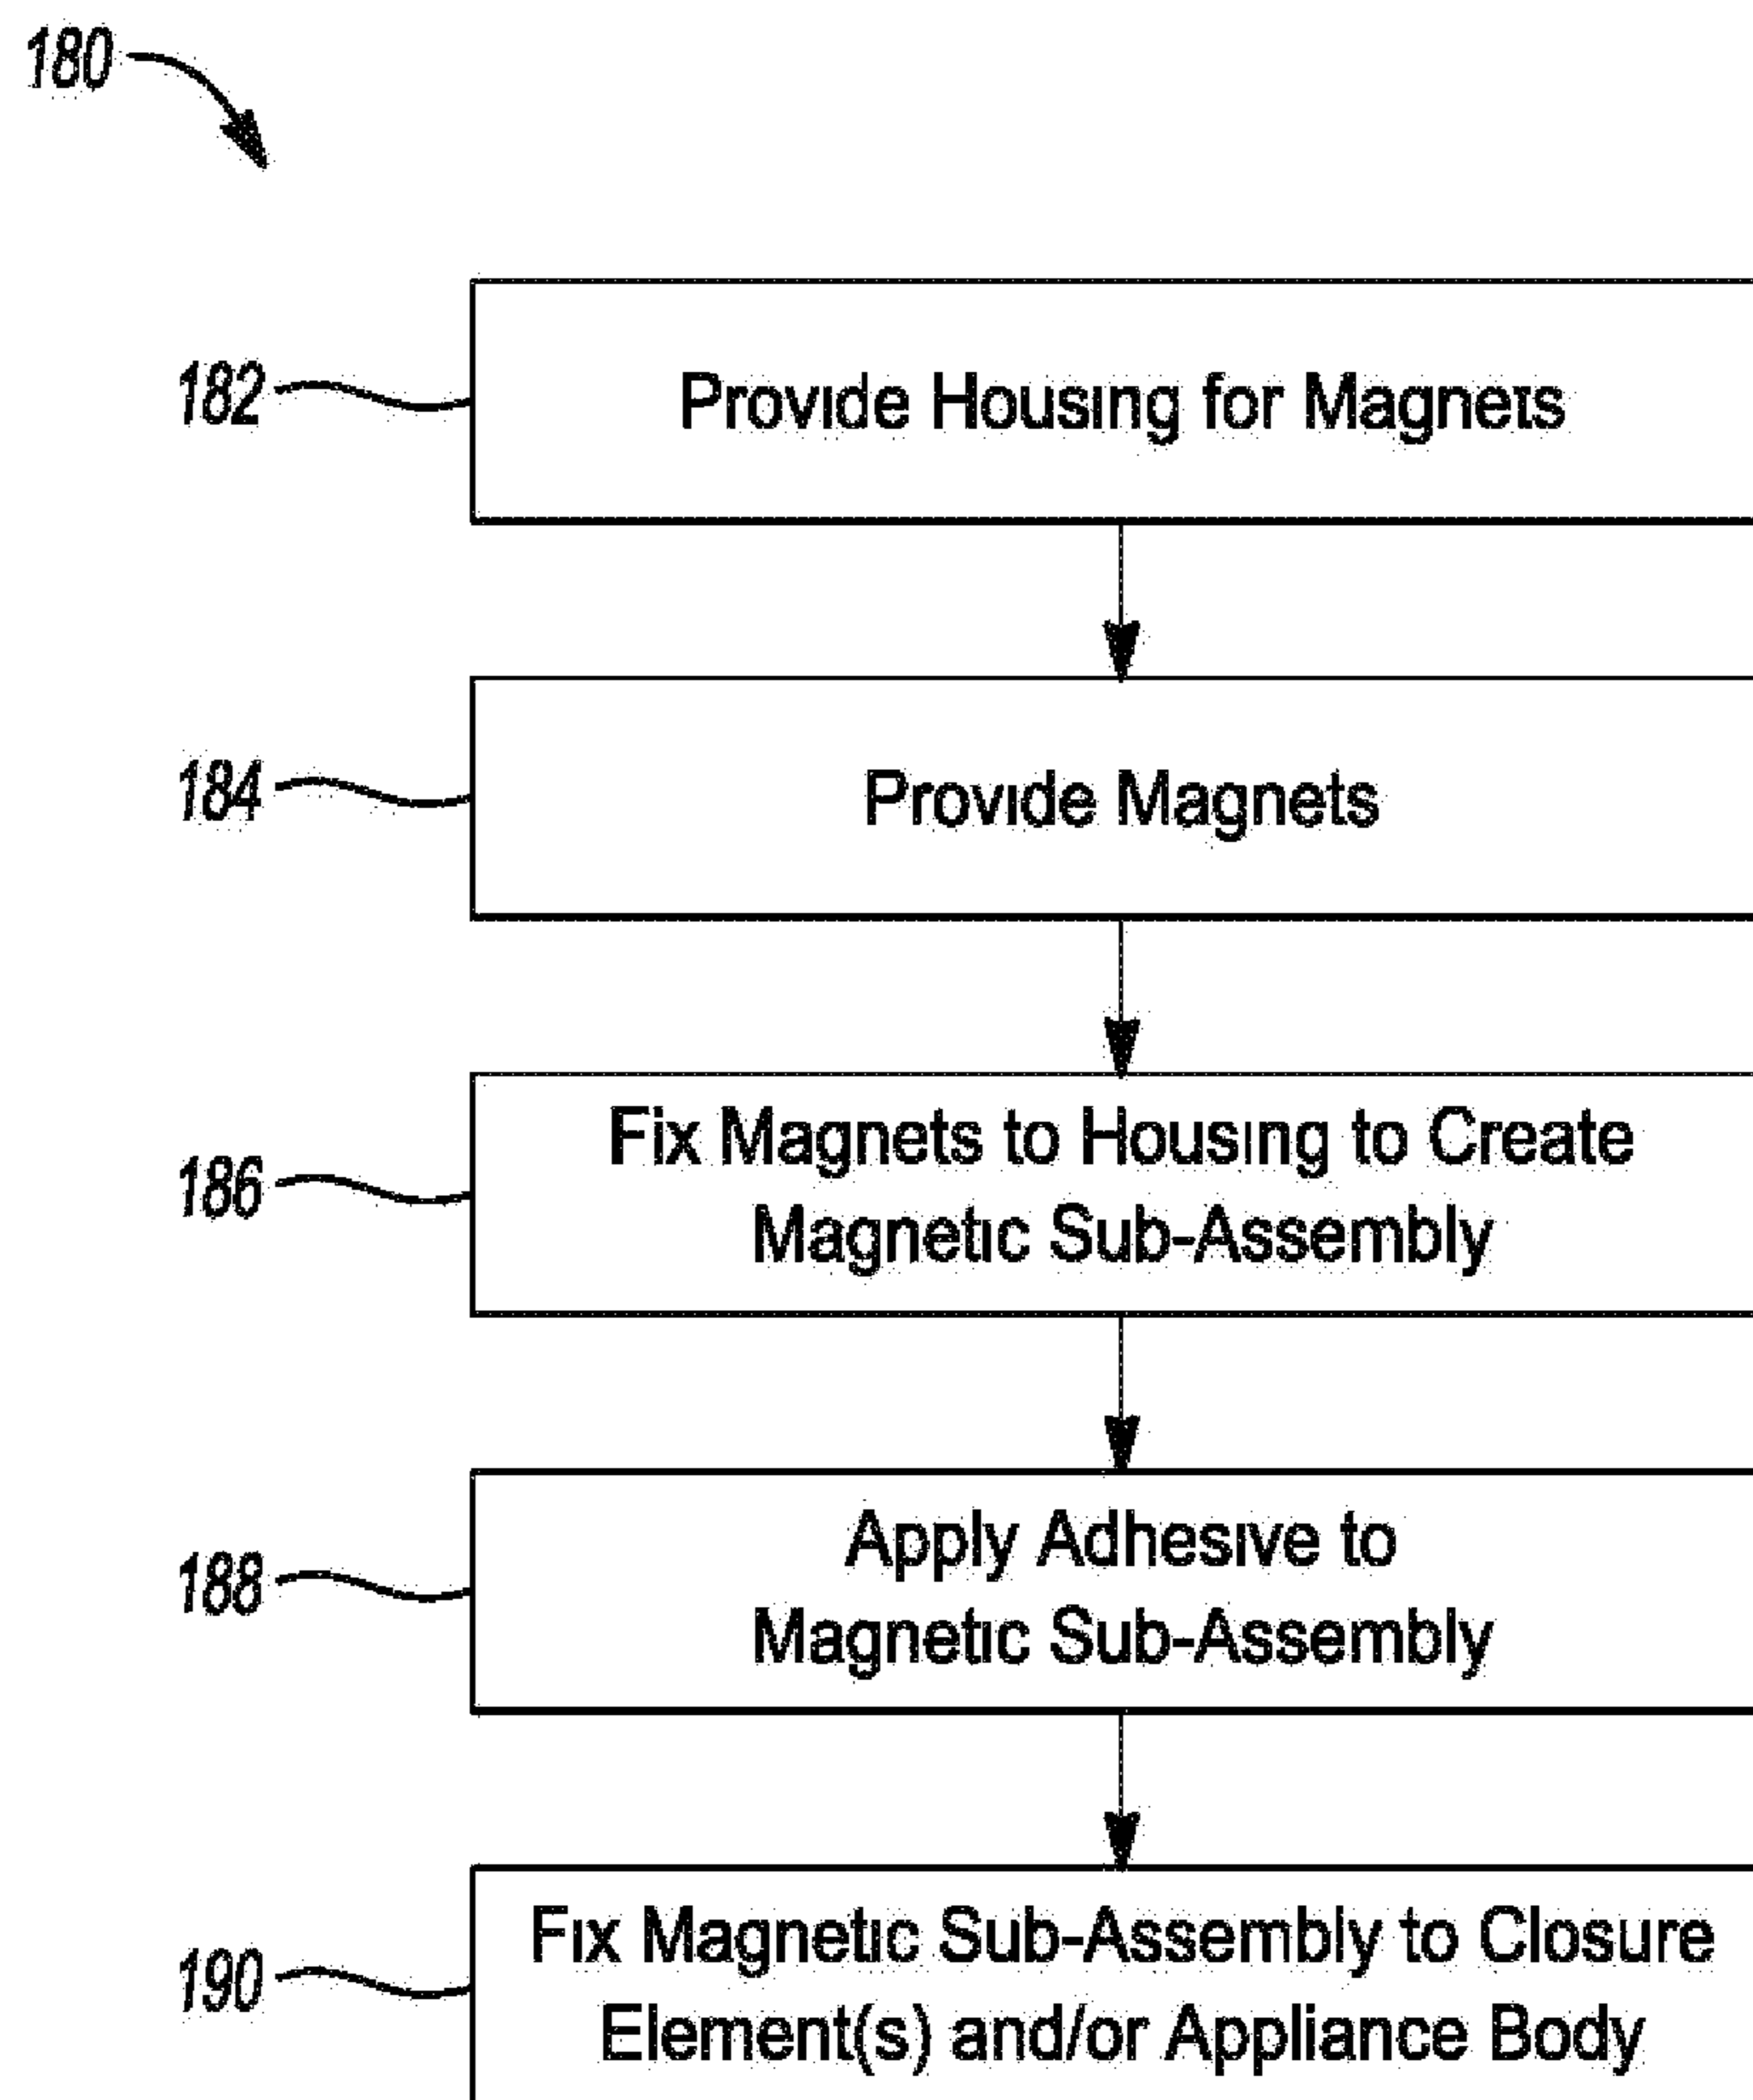 180
182
Provide Housing for Magnets
184
Provide Magnets
186
Fix Magnets to Housing to Create
Magnetic Sub-Assembly
188
Apply Adhesive to
Magnetic Sub-Assembly
190
Fix Magnetic Sub-Assembly to Closure
Element(s) and/or Appliance Body